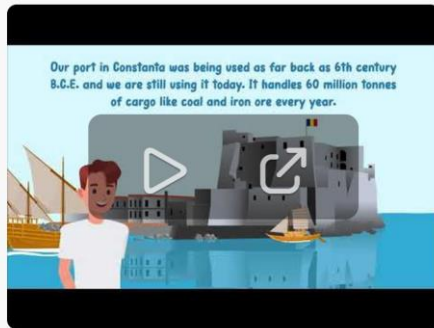 Our port in Constanta was being used as far back as 6th century
B.C.E. and we are still using it today. It handles 60 million tonnes
of cargo like coal and iron ore every year.